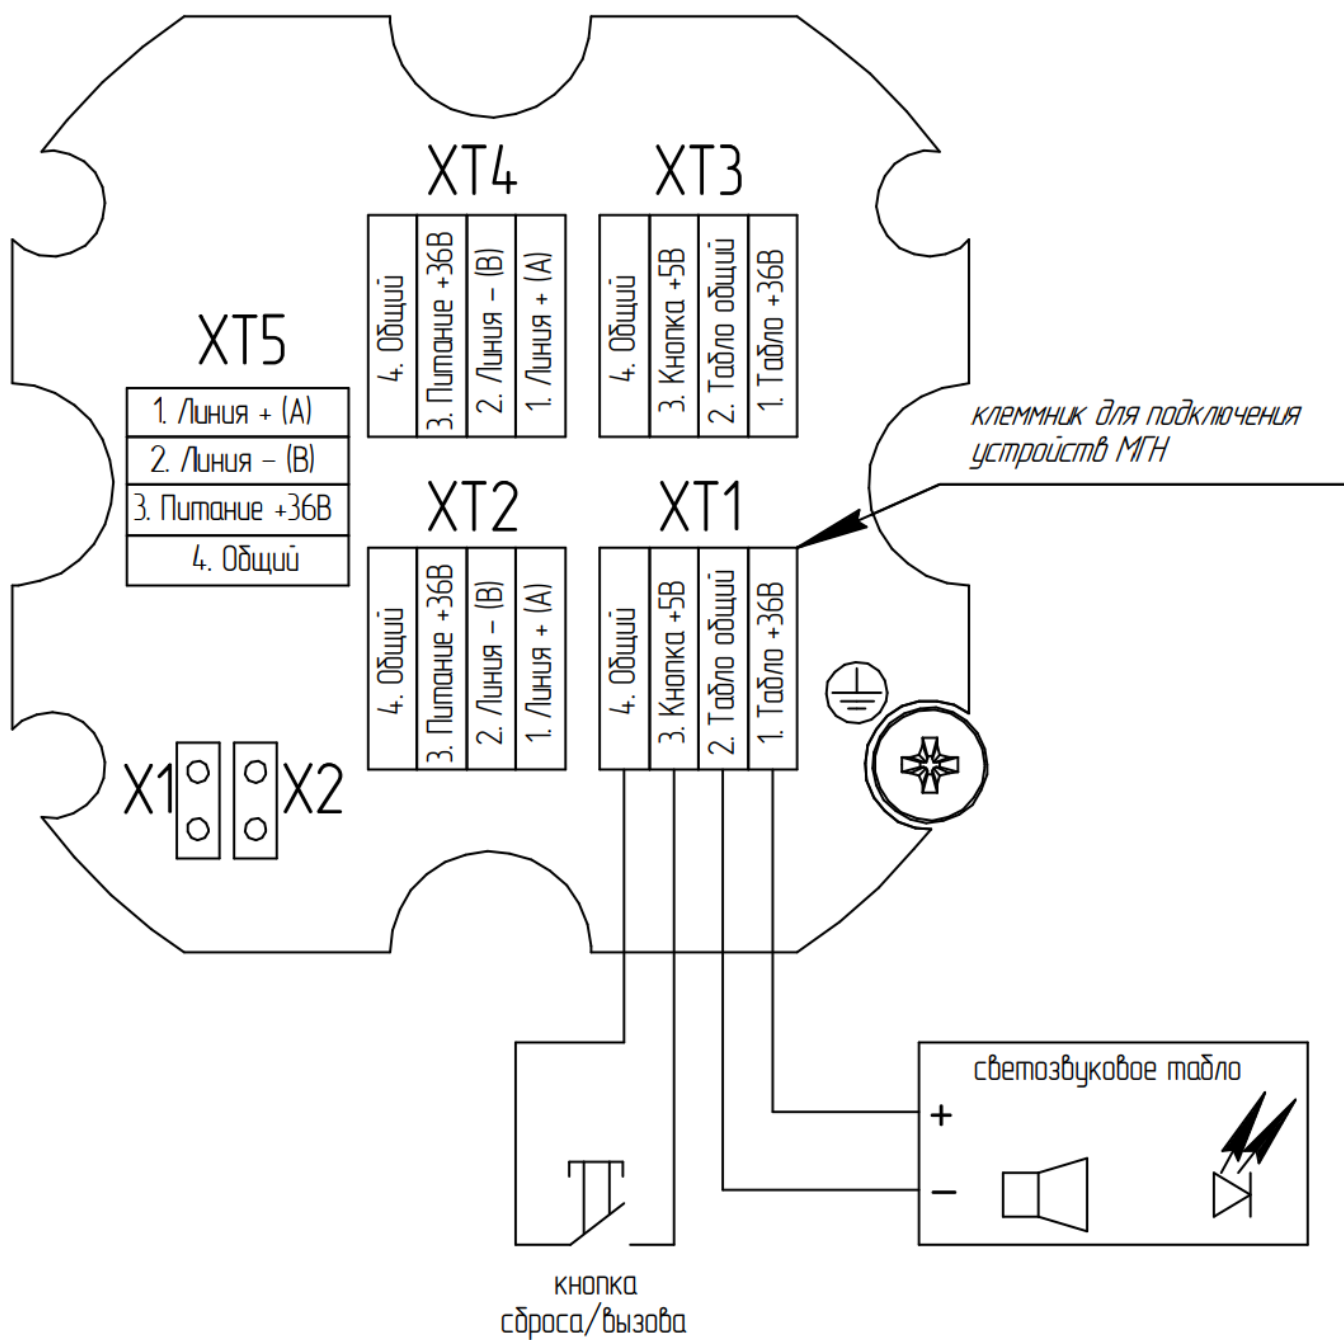 XT4
XT3
4. Общий
3. Питание +36В
2. Линия – (В)
1. Линия + (А)
4. Общий
3. Кнопка +5В
2. Табло общий
1. Табло +36В
XT5
1. Линия + (А)
2. Линия – (В)
3. Питание +36В
4. Общий
клеммник для подключения
устройств МГН
XT2
XT1
4. Общий
3. Питание +36В
2. Линия – (В)
1. Линия + (А)
4. Общий
3. Кнопка +5В
2. Табло общий
1. Табло +36В
X1
X2
светозвуковое табло
+
–
кнопка
сброса/вызова